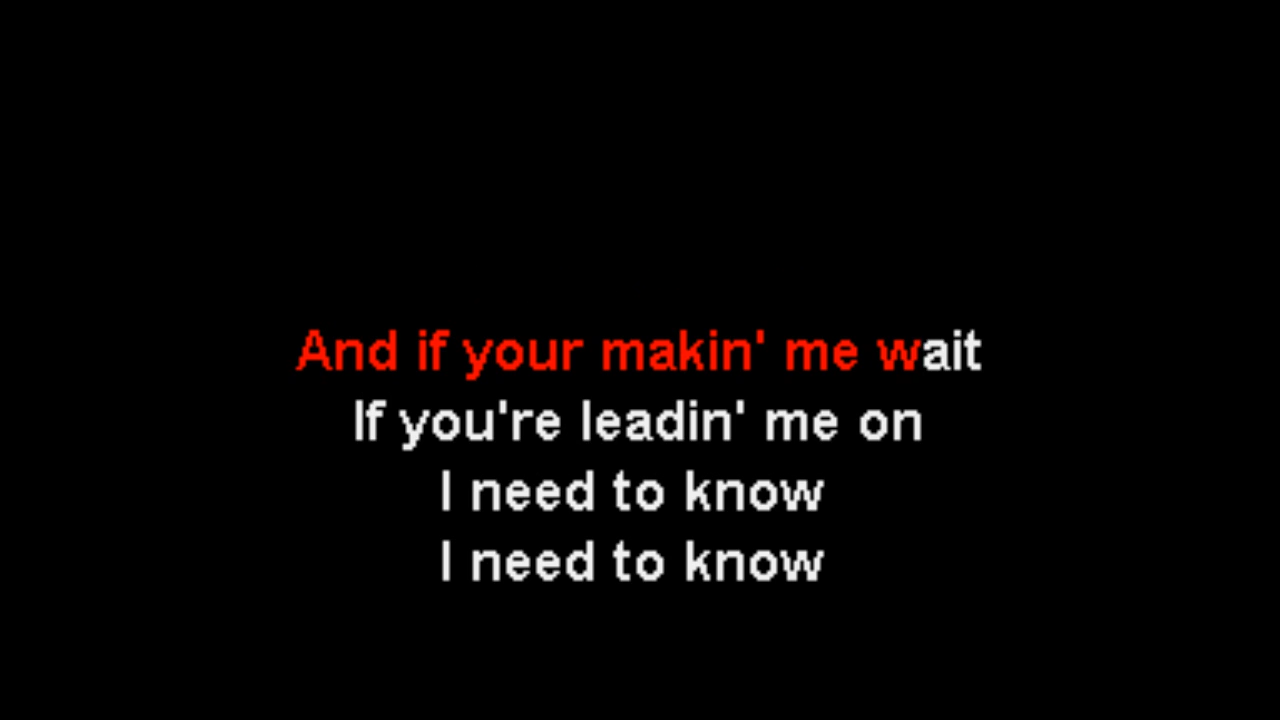 And if your makin' me wait
If you're leadin' me on
I need to know
I need to know